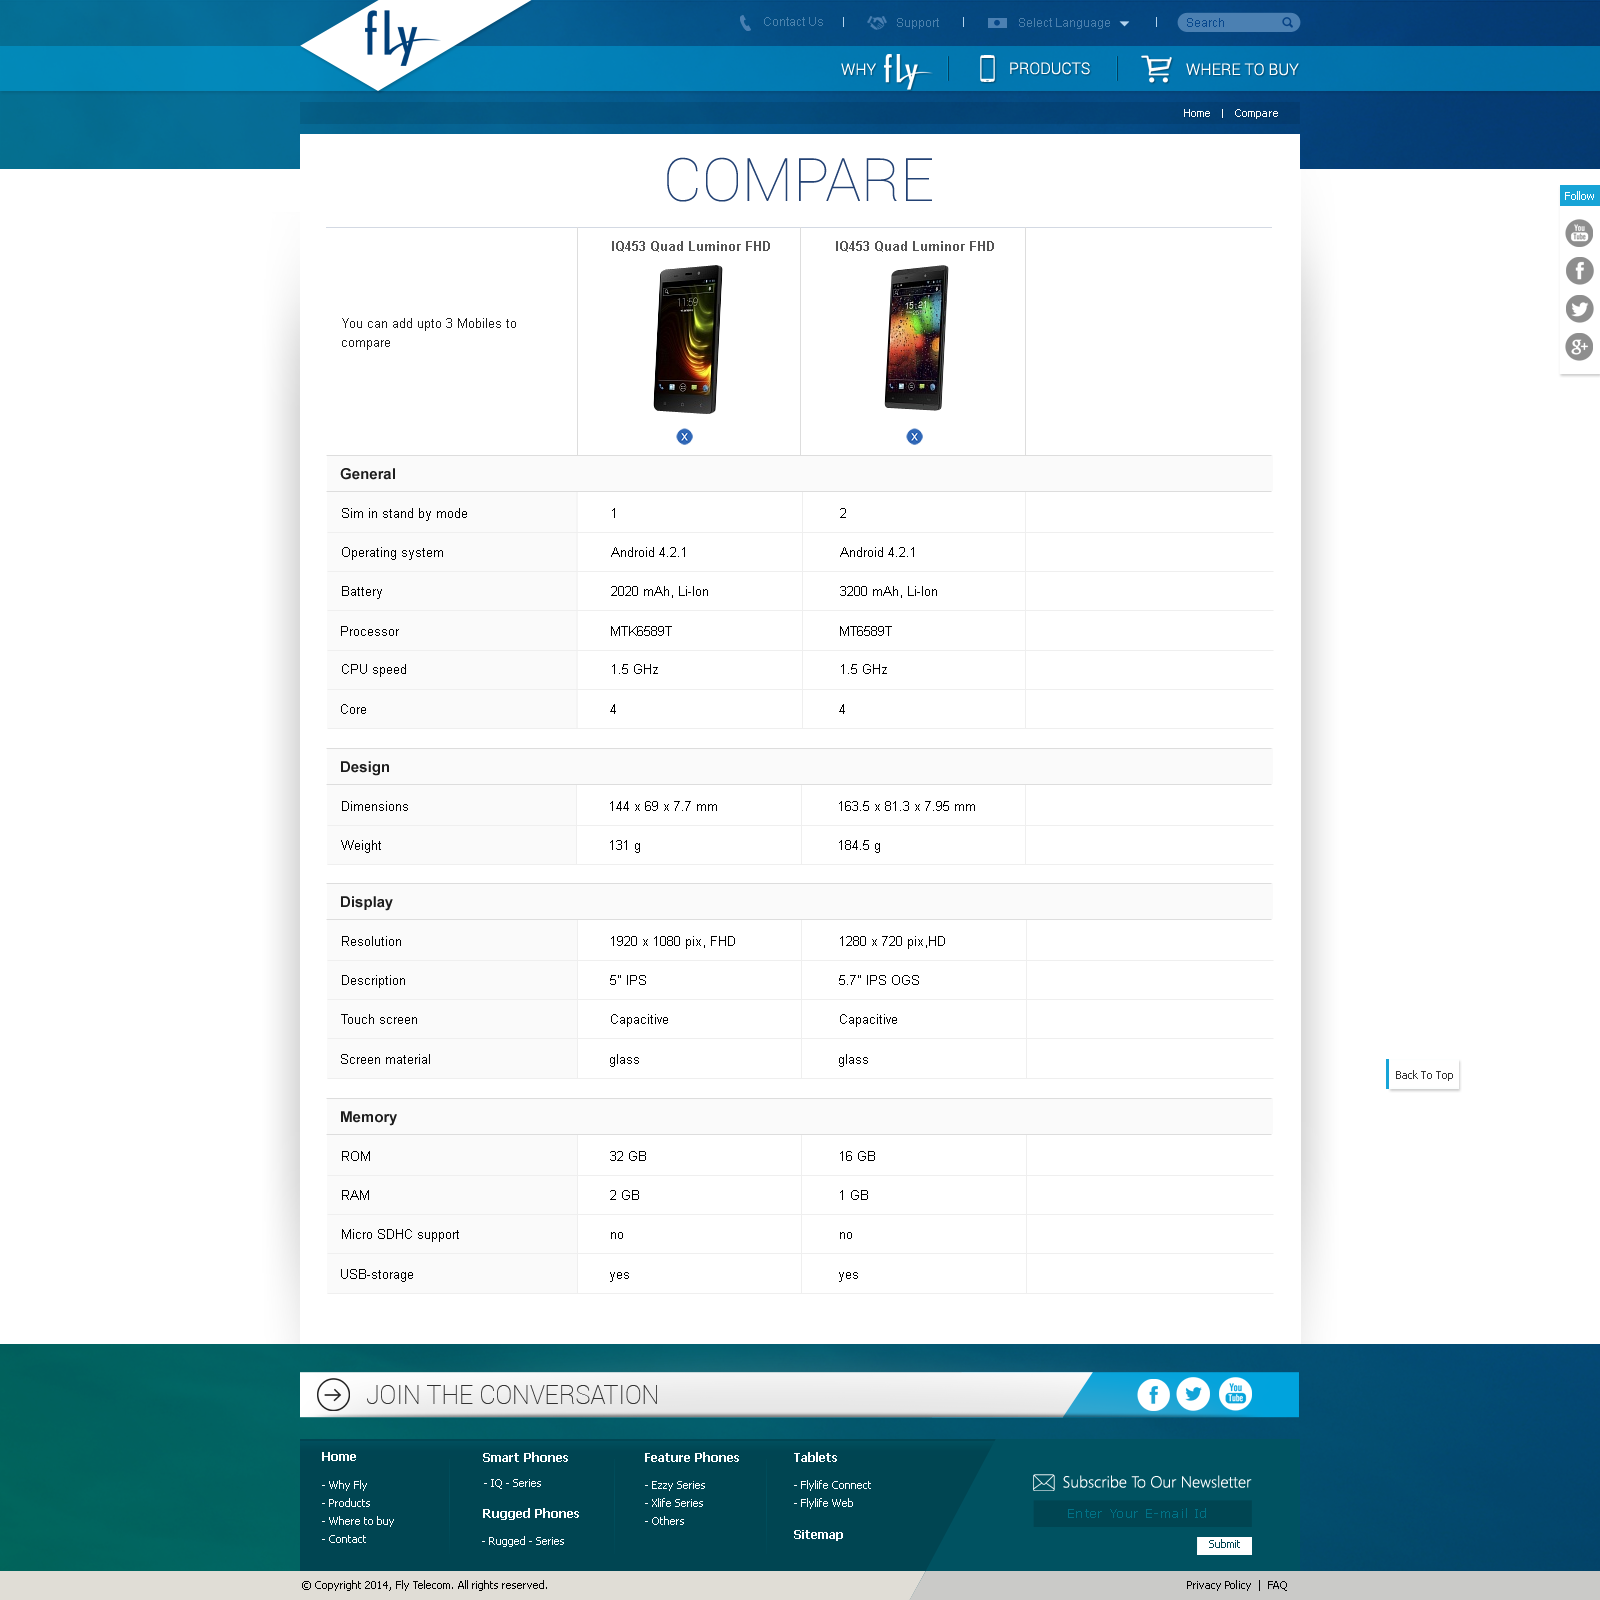 fly
Contact Us | Support | Select Language | Search
WHY fly PRODUCTS WHERE TO BUY
Home | Compare
COMPARE
Follow
IQ453 Quad Luminor FHD IQ453 Quad Luminor FHD
You can add upto 3 Mobiles to
compare
11:59 15:21
X X
General
Sim in stand by mode 1 2
Operating system Android 4.2.1 Android 4.2.1
Battery 2020 mAh, Li-Ion 3200 mAh, Li-Ion
Processor MTK6589T MT6589T
CPU speed 1.5 GHz 1.5 GHz
Core 4 4
Design
Dimensions 144 x 69 x 7.7 mm 163.5 x 81.3 x 7.95 mm
Weight 131 g 184.5 g
Display
Resolution 1920 x 1080 pix, FHD 1280 x 720 pix,HD
Description 5" IPS 5.7" IPS OGS
Touch screen Capacitive Capacitive
Screen material glass glass
Back To Top
Memory
ROM 32 GB 16 GB
RAM 2 GB 1 GB
Micro SDHC support no no
USB-storage yes yes
JOIN THE CONVERSATION
You Tube
Home
- Why Fly
- Products
- Where to buy
- Contact
Smart Phones
- IQ - Series
Rugged Phones
- Rugged - Series
Feature Phones
- Ezzy Series
- Xlife Series
- Others
Tablets
- Flylife Connect
- Flylife Web
Sitemap
Subscribe To Our Newsletter
Enter Your E-mail Id
Submit
© Copyright 2014, Fly Telecom. All rights reserved.
Privacy Policy | FAQ